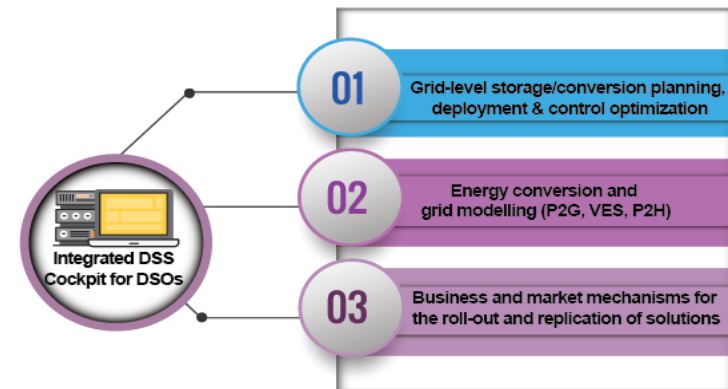 01
Grid-level storage/conversion planning,
deployment & control optimization
02
Energy conversion and
grid modelling (P2G, VES, P2H)
Integrated DSS
Cockpit for DSOs
03
Business and market mechanisms for
the roll-out and replication of solutions